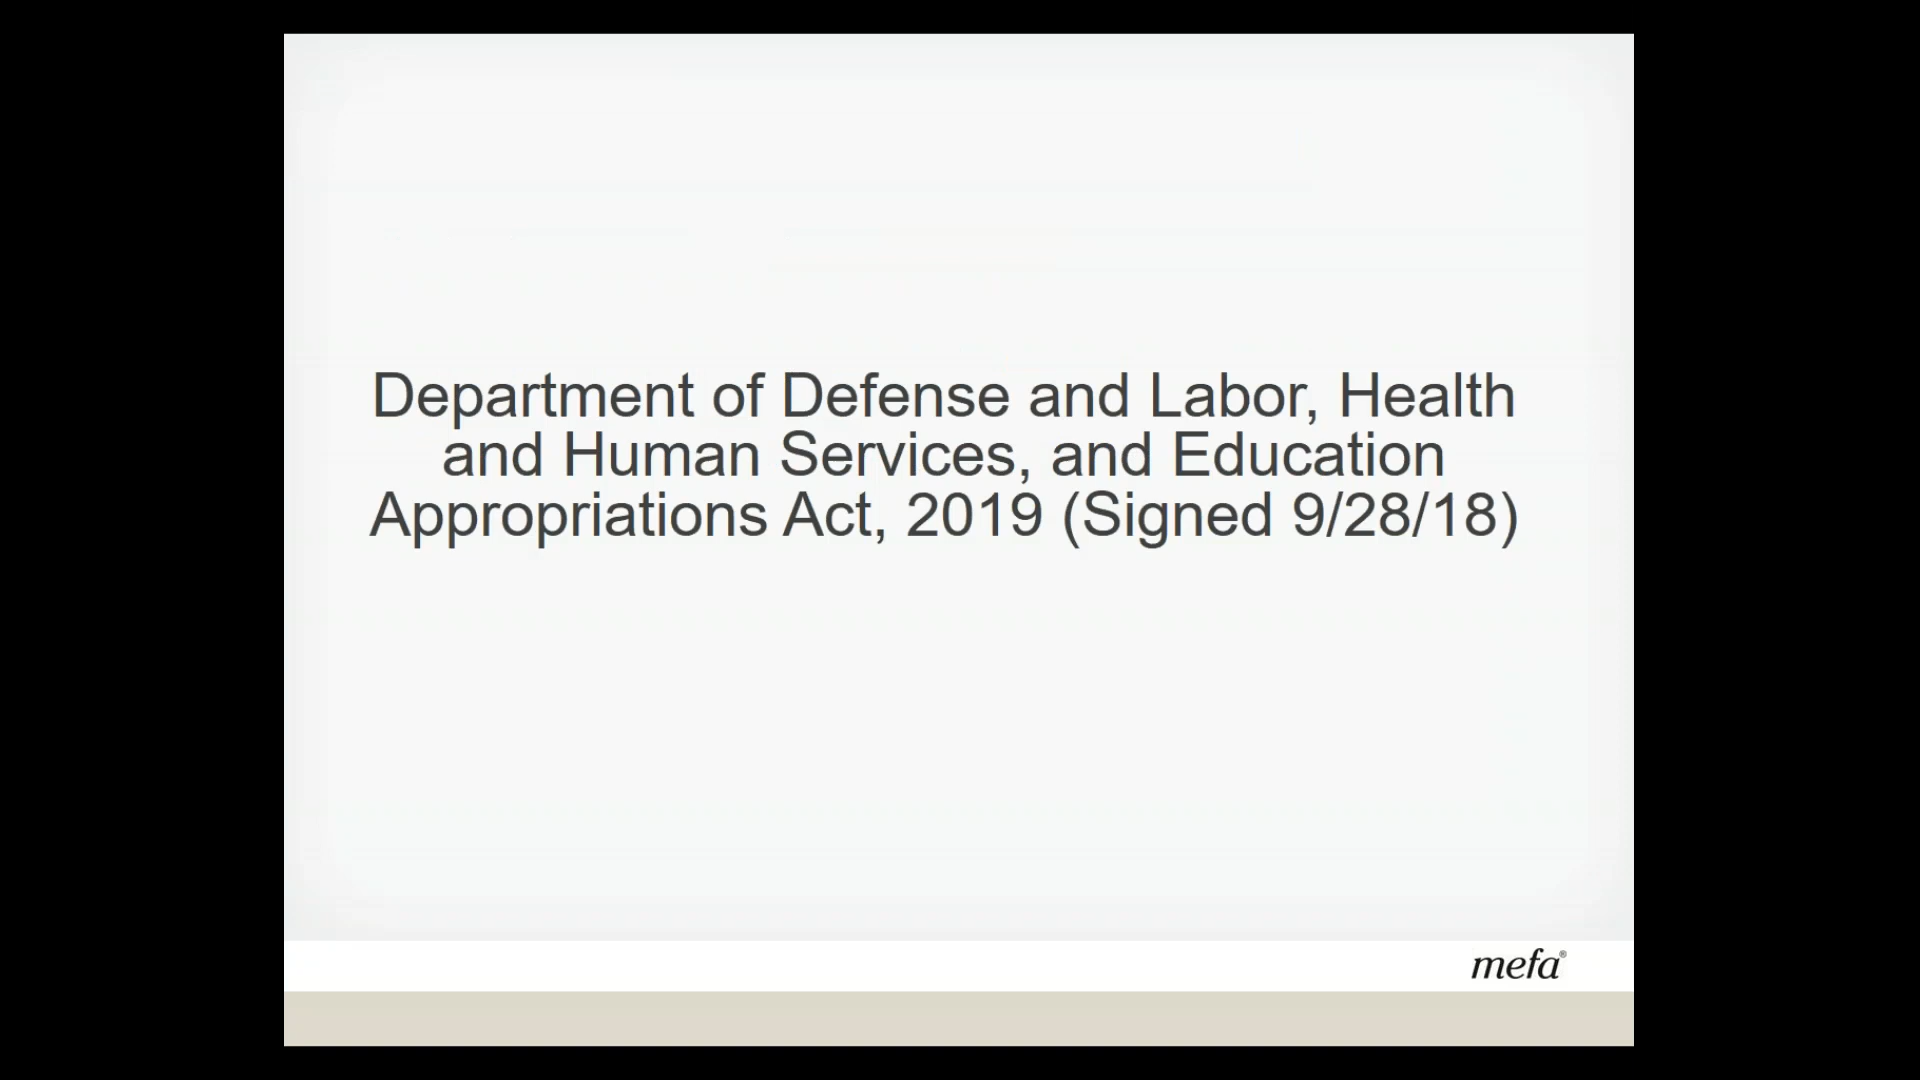 Department of Defense and Labor, Health
and Human Services, and Education
Appropriations Act, 2019 (Signed 9/28/18)
mefa®